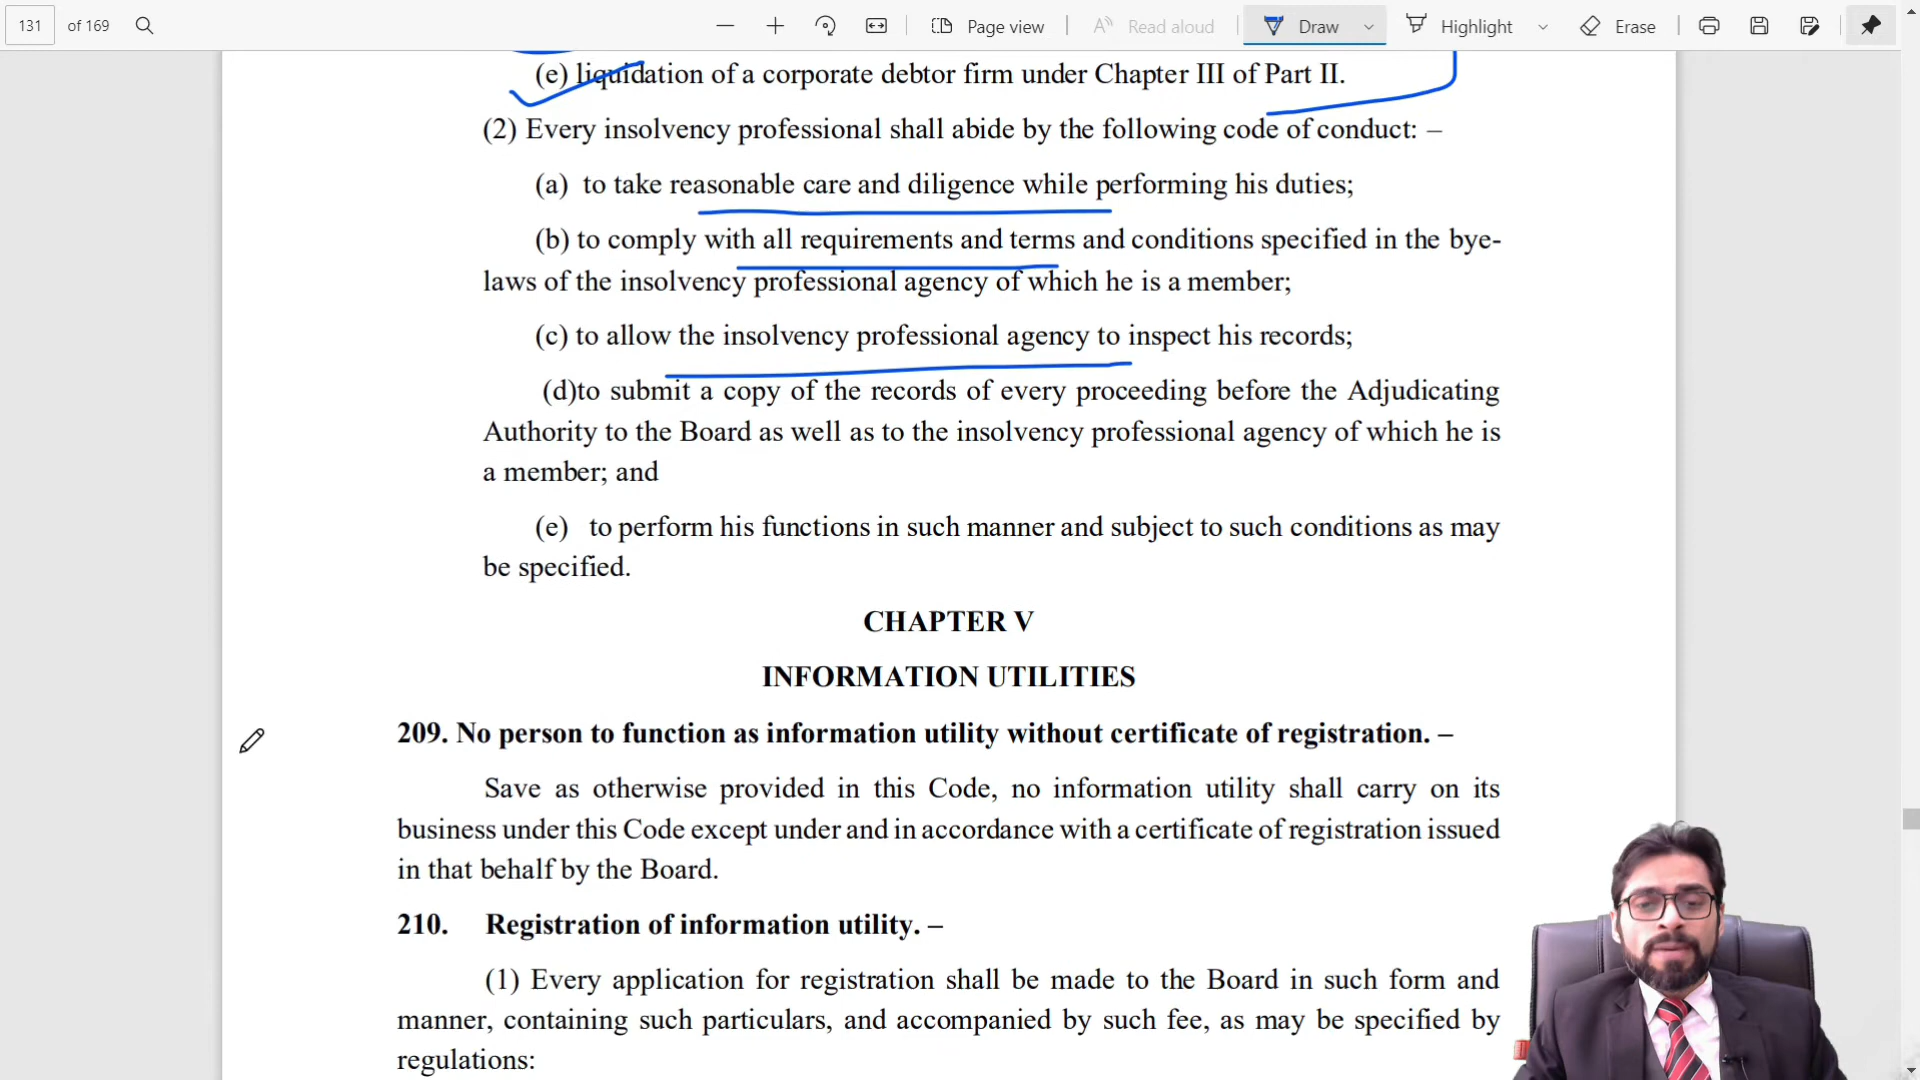 131 of 169 Page view Read aloud Draw Highlight Erase
(e) liquidation of a corporate debtor firm under Chapter III of Part II.
(2) Every insolvency professional shall abide by the following code of conduct: –
(a) to take reasonable care and diligence while performing his duties;
(b) to comply with all requirements and terms and conditions specified in the bye-
laws of the insolvency professional agency of which he is a member;
(c) to allow the insolvency professional agency to inspect his records;
(d)to submit a copy of the records of every proceeding before the Adjudicating
Authority to the Board as well as to the insolvency professional agency of which he is
a member; and
(e) to perform his functions in such manner and subject to such conditions as may
be specified.
CHAPTER V
INFORMATION UTILITIES
209. No person to function as information utility without certificate of registration. –
Save as otherwise provided in this Code, no information utility shall carry on its
business under this Code except under and in accordance with a certificate of registration issued
in that behalf by the Board.
210. Registration of information utility. –
(1) Every application for registration shall be made to the Board in such form and
manner, containing such particulars, and accompanied by such fee, as may be specified by
regulations: